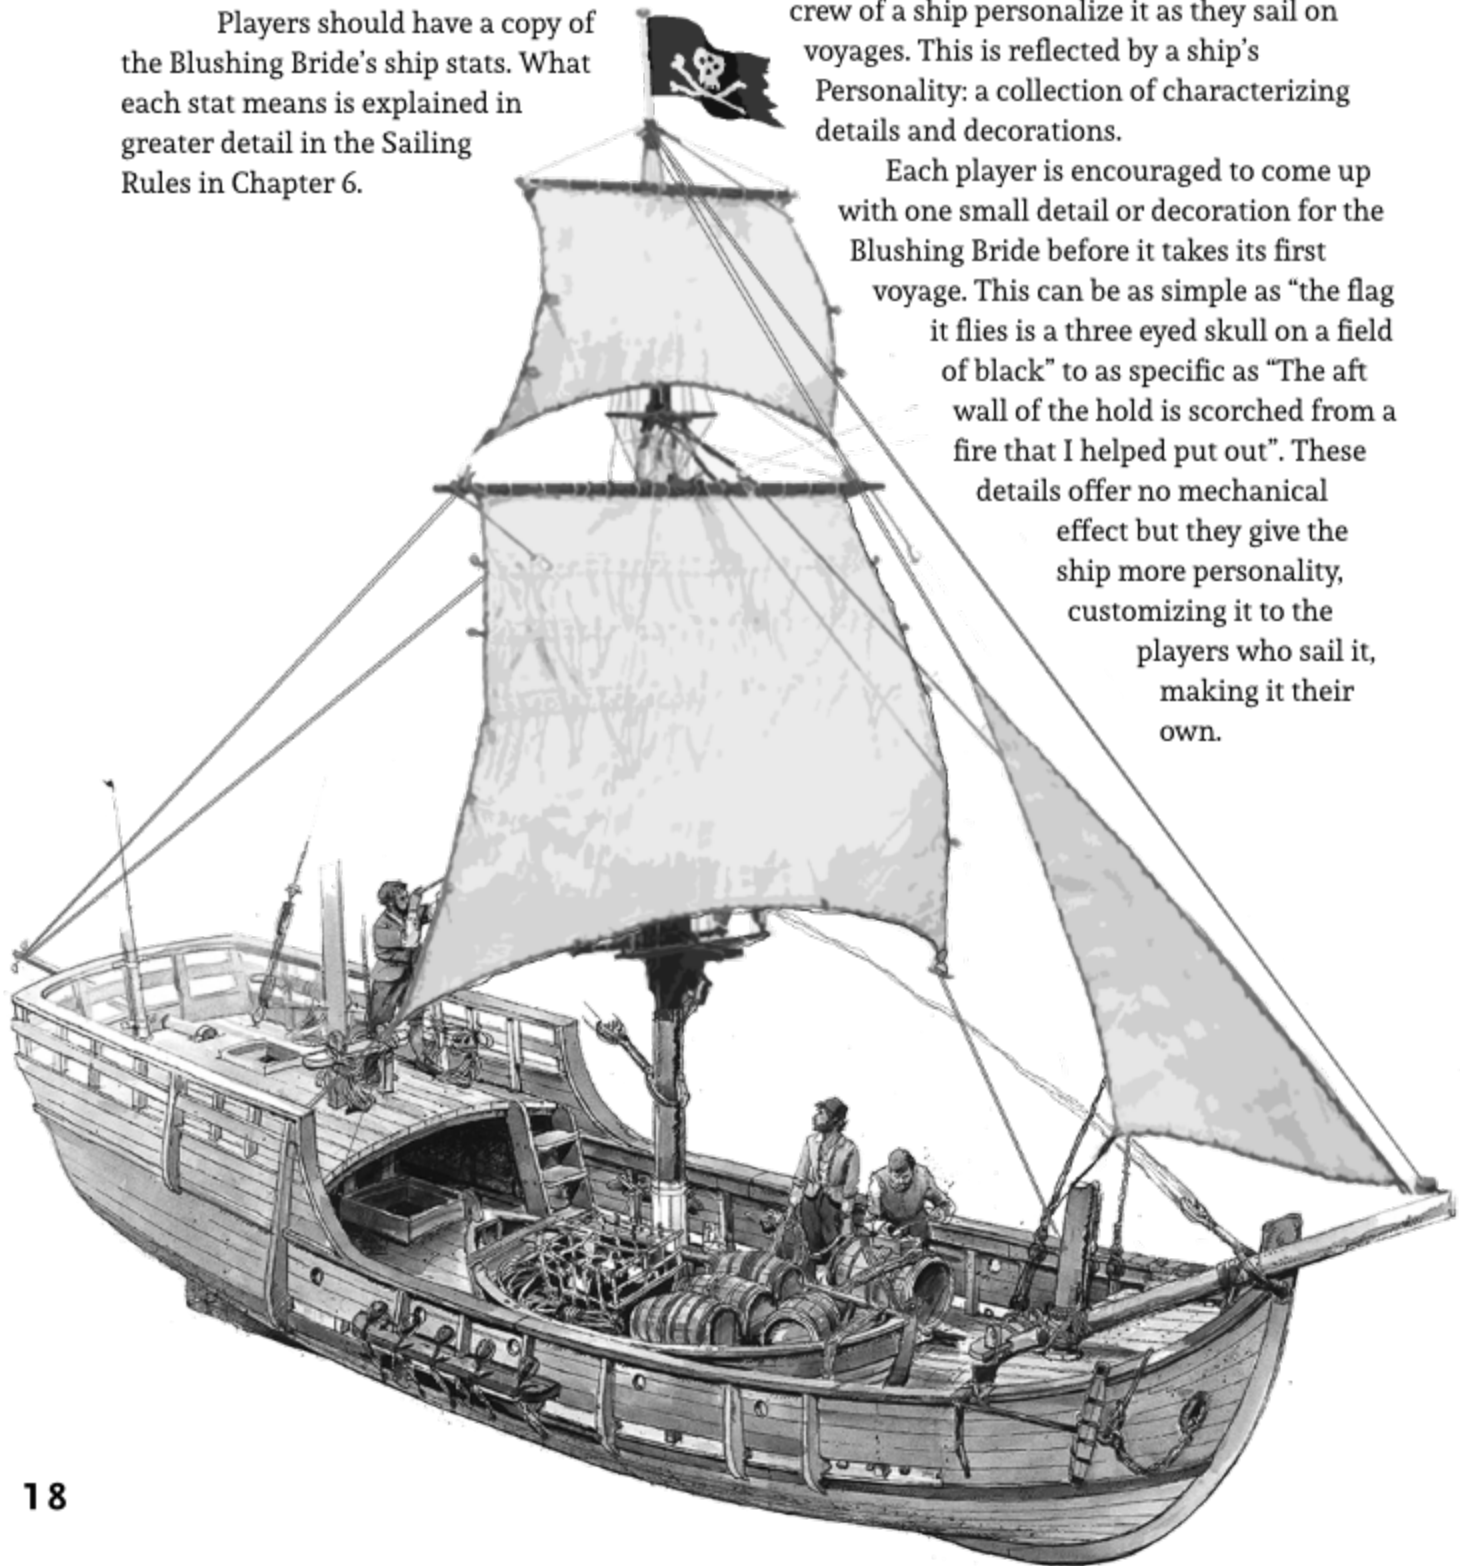 Players should have a copy of
the Blushing Bride’s ship stats. What
each stat means is explained in
greater detail in the Sailing
Rules in Chapter 6.
crew of a ship personalize it as they sail on
voyages. This is reflected by a ship’s
Personality: a collection of characterizing
details and decorations.
Each player is encouraged to come up
with one small detail or decoration for the
Blushing Bride before it takes its first
voyage. This can be as simple as “the flag
it flies is a three eyed skull on a field
of black” to as specific as “The aft
wall of the hold is scorched from a
fire that I helped put out”. These
details offer no mechanical
effect but they give the
ship more personality,
customizing it to the
players who sail it,
making it their
own.
18